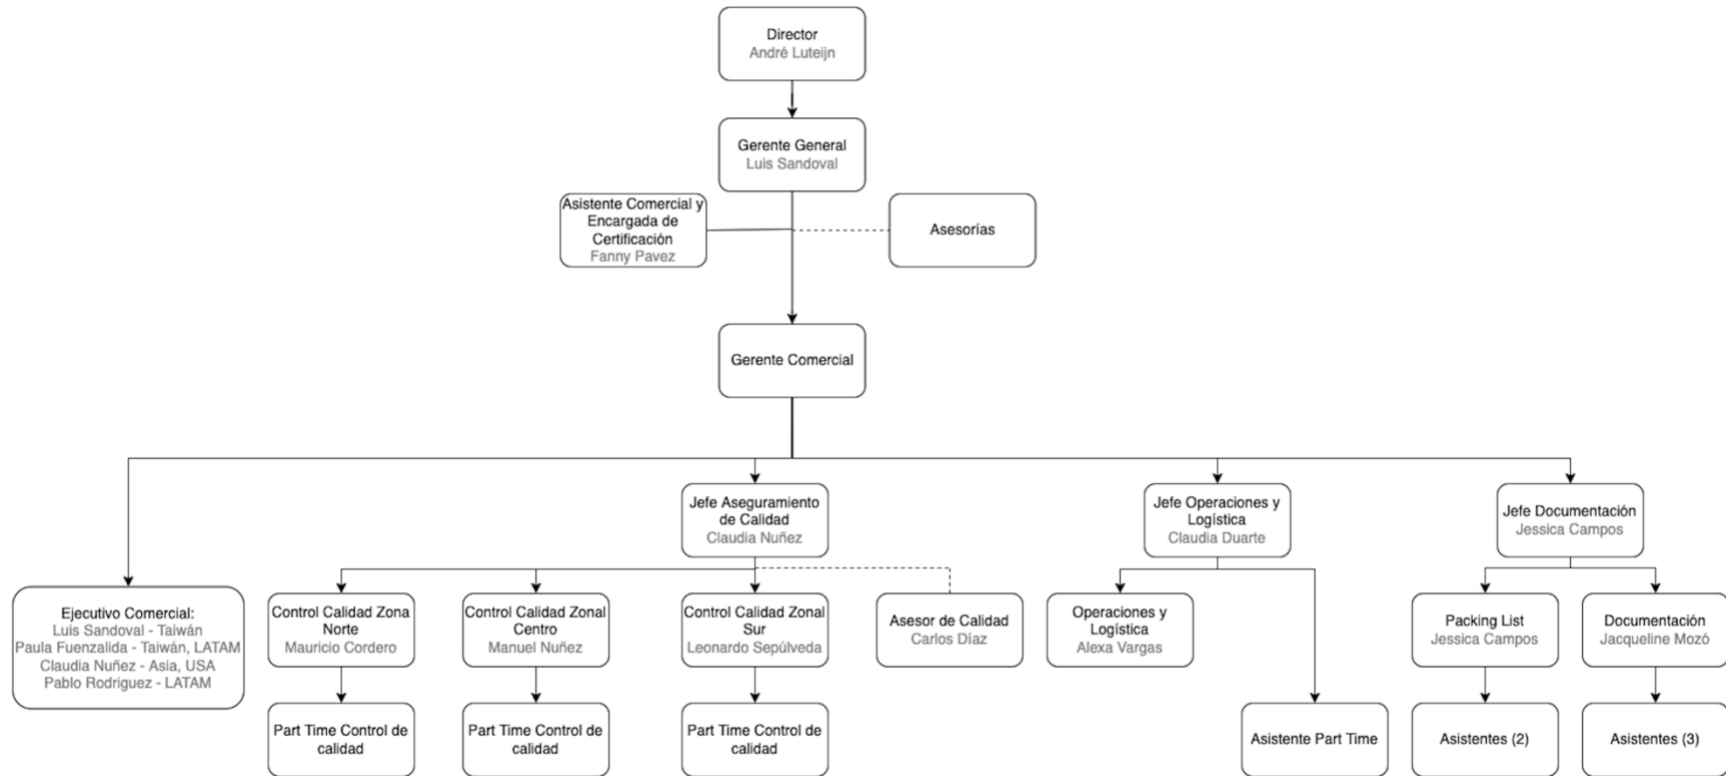 Director
André Luteijn
Gerente General
Luis Sandoval
Asistente Comercial y
Encargada de
Certificación
Fanny Pavez
Asesorías
Gerente Comercial
Jefe Aseguramiento
de Calidad
Claudia Nuñez
Jefe Operaciones y
Logística
Claudia Duarte
Jefe Documentación
Jessica Campos
Ejecutivo Comercial:
Luis Sandoval - Taiwán
Paula Fuenzalida - Taiwán, LATAM
Claudia Nuñez - Asia, USA
Pablo Rodriguez - LATAM
Control Calidad Zona
Norte
Mauricio Cordero
Control Calidad Zonal
Centro
Manuel Nuñez
Control Calidad Zonal
Sur
Leonardo Sepúlveda
Asesor de Calidad
Carlos Díaz
Operaciones y
Logística
Alexa Vargas
Packing List
Jessica Campos
Documentación
Jacqueline Mozó
Part Time Control de
calidad
Part Time Control de
calidad
Part Time Control de
calidad
Asistente Part Time
Asistentes (2)
Asistentes (3)